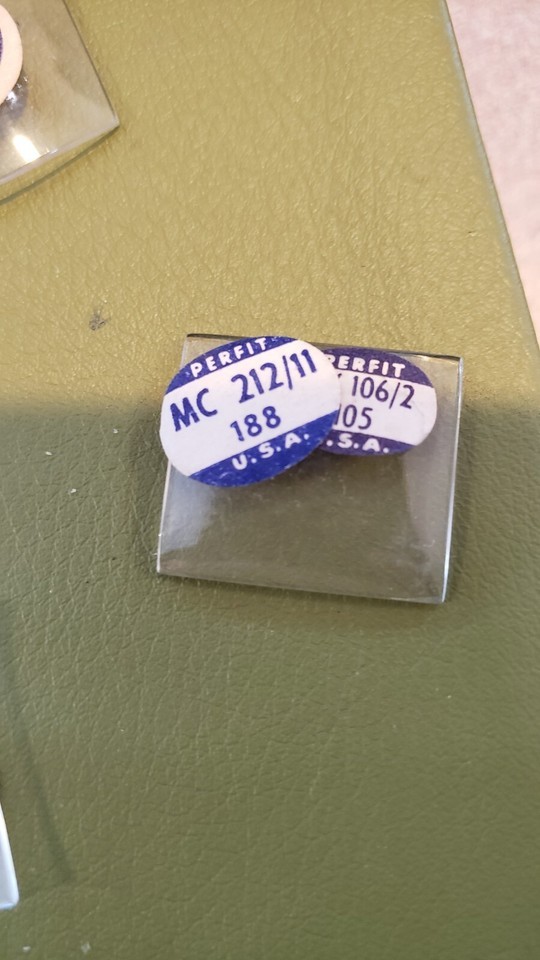 PERFIT
MC 212/11
188
U.S.A.
PERFIT
106/2
105
S.A.